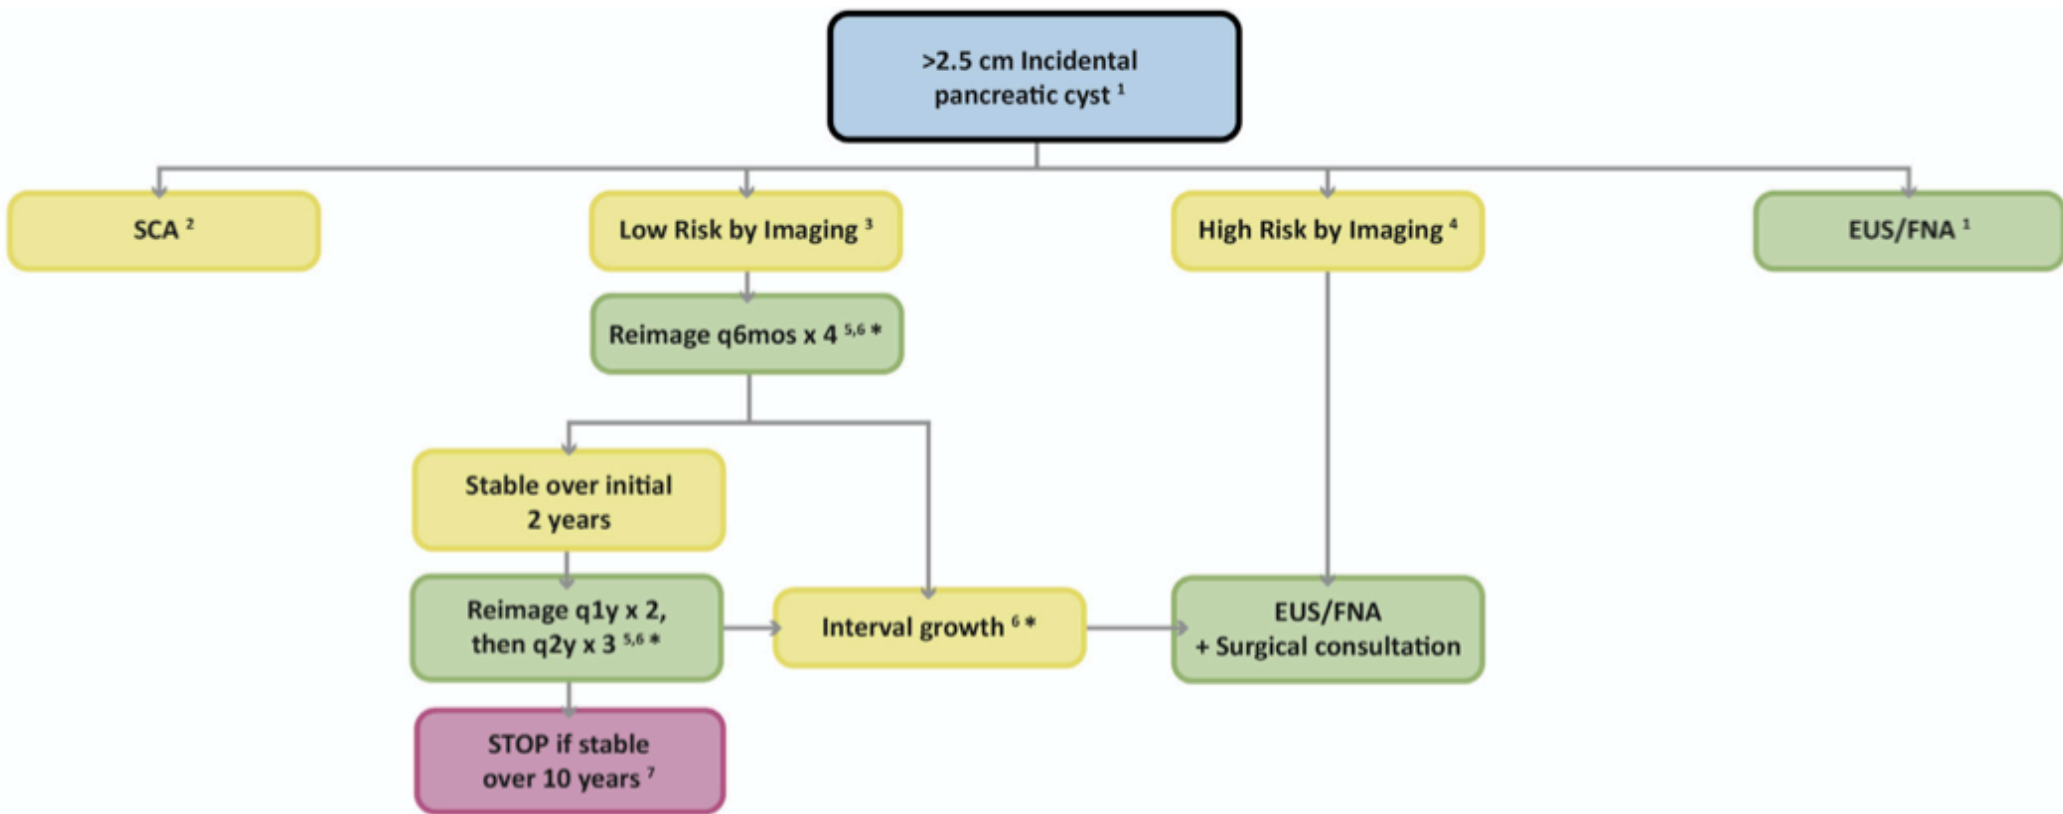 >2.5 cm Incidental
pancreatic cyst 1
SCA 2
Low Risk by Imaging 3
High Risk by Imaging 4
EUS/FNA 1
Reimage q6mos x 4 5,6 *
Stable over initial
2 years
Reimage q1y x 2,
then q2y x 3 5,6 *
Interval growth 6 *
EUS/FNA
+ Surgical consultation
STOP if stable
over 10 years 7